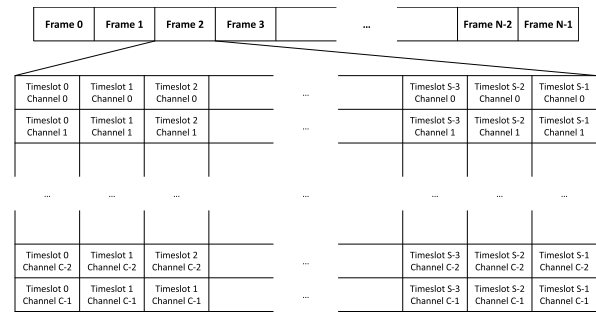 Frame 0 Frame 1 Frame 2 Frame 3 ... Frame N-2 Frame N-1
Timeslot 0 Timeslot 1 Timeslot 2 Timeslot S-3 Timeslot S-2 Timeslot S-1
Channel 0 Channel 0 Channel 0 ... Channel 0 Channel 0 Channel 0
Timeslot 0 Timeslot 1 Timeslot 2 Timeslot S-3 Timeslot S-2 Timeslot S-1
Channel 1 Channel 1 Channel 1 ... Channel 1 Channel 1 Channel 1
... ... ... ... ... ... ...
Timeslot 0 Timeslot 1 Timeslot 2 Timeslot S-3 Timeslot S-2 Timeslot S-1
Channel C-2 Channel C-2 Channel C-2 ... Channel C-2 Channel C-2 Channel C-2
Timeslot 0 Timeslot 1 Timeslot 1 Timeslot S-3 Timeslot S-2 Timeslot S-1
Channel C-1 Channel C-1 Channel C-1 ... Channel C-1 Channel C-1 Channel C-1